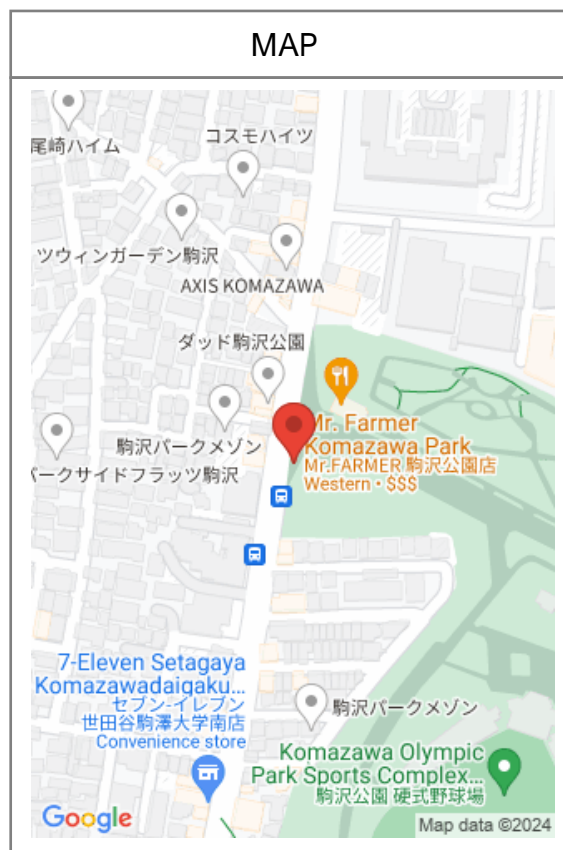 MAP
尾崎ハイム
コスモハイツ
ツウィンガーデン駒沢
AXIS KOMAZAWA
ダッド駒沢公園
Mr. Farmer
Komazawa Park
Mr.FARMER 駒沢公園店
Western • $$$
駒沢パークメゾン
パークサイドフラッツ駒沢
7-Eleven Setagaya
Komazawadaigaku...
セブン-イレブン
世田谷駒澤大学南店
Convenience store
駒沢パークメゾン
Komazawa Olympic
Park Sports Complex...
駒沢公園 硬式野球場
Google
Map data ©2024